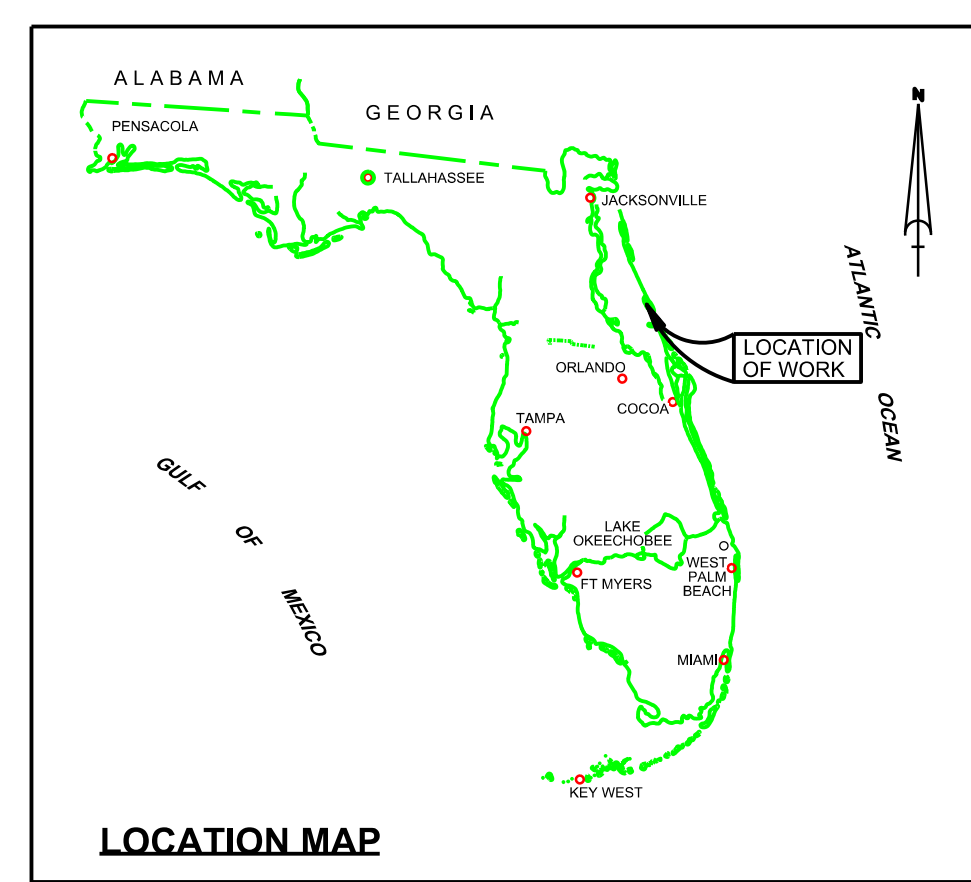 ALABAMA
GEORGIA
N
PENSACOLA
TALLAHASSEE
JACKSONVILLE
ATLANTIC
OCEAN
LOCATION
OF WORK
ORLANDO
COCOA
TAMPA
GULF
OF
MEXICO
LAKE
OKEECHOBEE
WEST
PALM
BEACH
FT MYERS
MIAMI
KEY WEST
LOCATION MAP